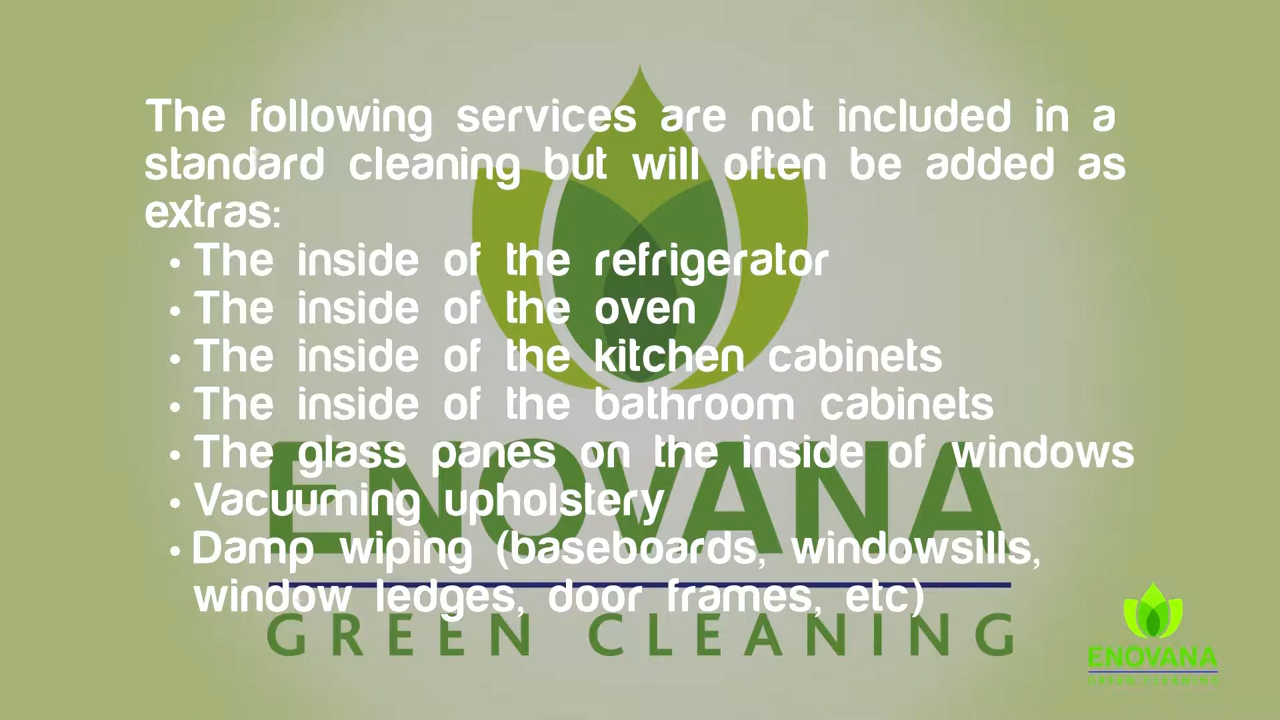 The following services are not included in a
standard cleaning but will often be added as
extras:
• The inside of the refrigerator
• The inside of the oven
• The inside of the kitchen cabinets
• The inside of the bathroom cabinets
• The glass panes on the inside of windows
• Vacuuming upholstery
• Damp wiping (baseboards, windowsills,
window ledges, door frames, etc)
ENOVANA
GREEN CLEANING
ENOVANA
GREEN CLEANING